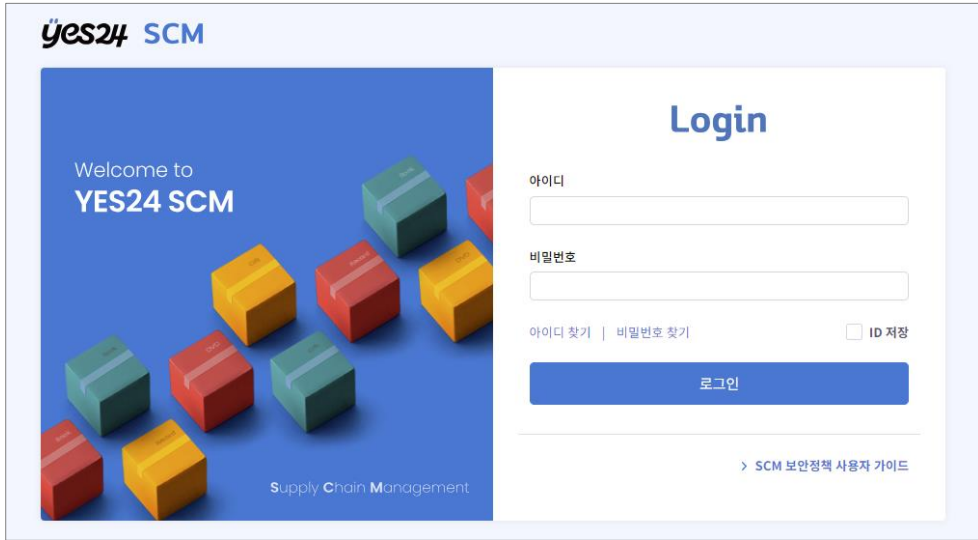 yes24 SCM
Welcome to
YES24 SCM
Supply Chain Management
Login
아이디
비밀번호
아이디 찾기 | 비밀번호 찾기
ID 저장
로그인
> SCM 보안정책 사용자 가이드